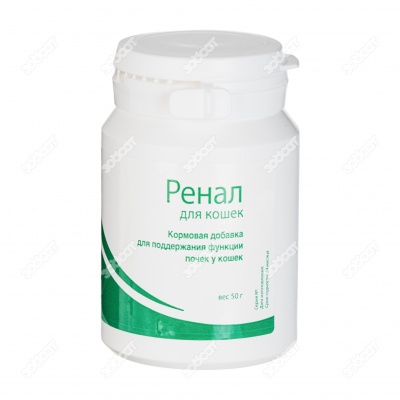 Ренал
для кошек
Кормовая добавка
для поддержания функции
почек у кошек
вес 50 г